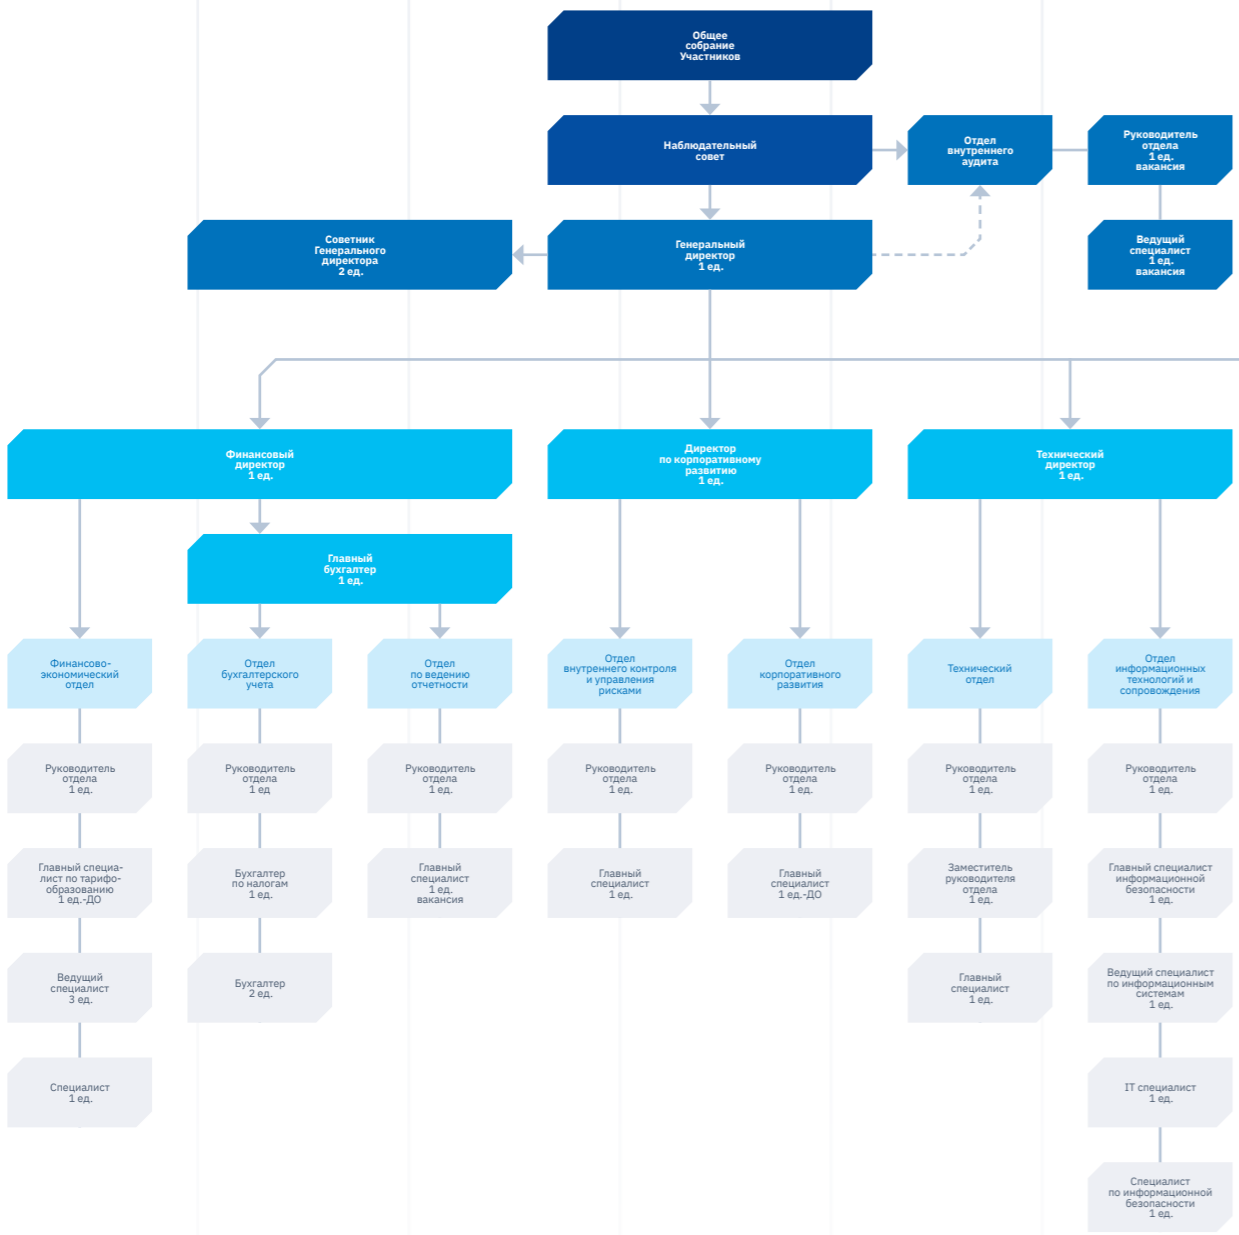 Общее
собрание
Участников
Наблюдательный
совет
Отдел
внутреннего
аудита
Руководитель
отдела
1 ед.
вакансия
Советник
Генерального
директора
2 ед.
Генеральный
директор
1 ед.
Ведущий
специалист
1 ед.
вакансия
Финансовый
директор
1 ед.
Директор
по корпоративному
развитию
1 ед.
Технический
директор
1 ед.
Главный
бухгалтер
1 ед.
Финансово-
экономический
отдел
Отдел
бухгалтерского
учета
Отдел
по ведению
отчетности
Отдел
внутреннего контроля
и управления
рисками
Отдел
корпоративного
развития
Технический
отдел
Отдел
информационных
технологий и
сопровождения
Руководитель
отдела
1 ед.
Руководитель
отдела
1 ед
Руководитель
отдела
1 ед.
Руководитель
отдела
1 ед.
Руководитель
отдела
1 ед.
Руководитель
отдела
1 ед.
Руководитель
отдела
1 ед.
Главный специа-
лист по тарифо-
образованию
1 ед.-ДО
Бухгалтер
по налогам
1 ед.
Главный
специалист
1 ед.
вакансия
Главный
специалист
1 ед.
Главный
специалист
1 ед.-ДО
Заместитель
руководителя
отдела
1 ед.
Главный специалист
информационной
безопасности
1 ед.
Ведущий
специалист
3 ед.
Бухгалтер
2 ед.
Главный
специалист
1 ед.
Ведущий специалист
по информационным
системам
1 ед.
Специалист
1 ед.
IT специалист
1 ед.
Специалист
по информационной
безопасности
1 ед.